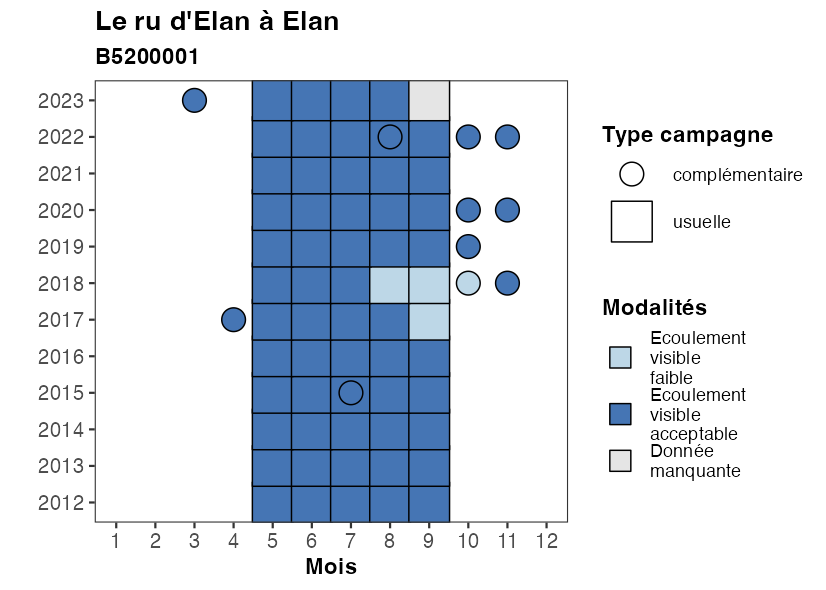 Le ru d'Elan à Elan
B5200001
2023
2022
2021
2020
2019
2018
2017
2016
2015
2014
2013
2012
1 2 3 4 5 6 7 8 9 10 11 12
Mois
Type campagne
complémentaire
usuelle
Modalités
Ecoulement
visible
faible
Ecoulement
visible
acceptable
Donnée
manquante